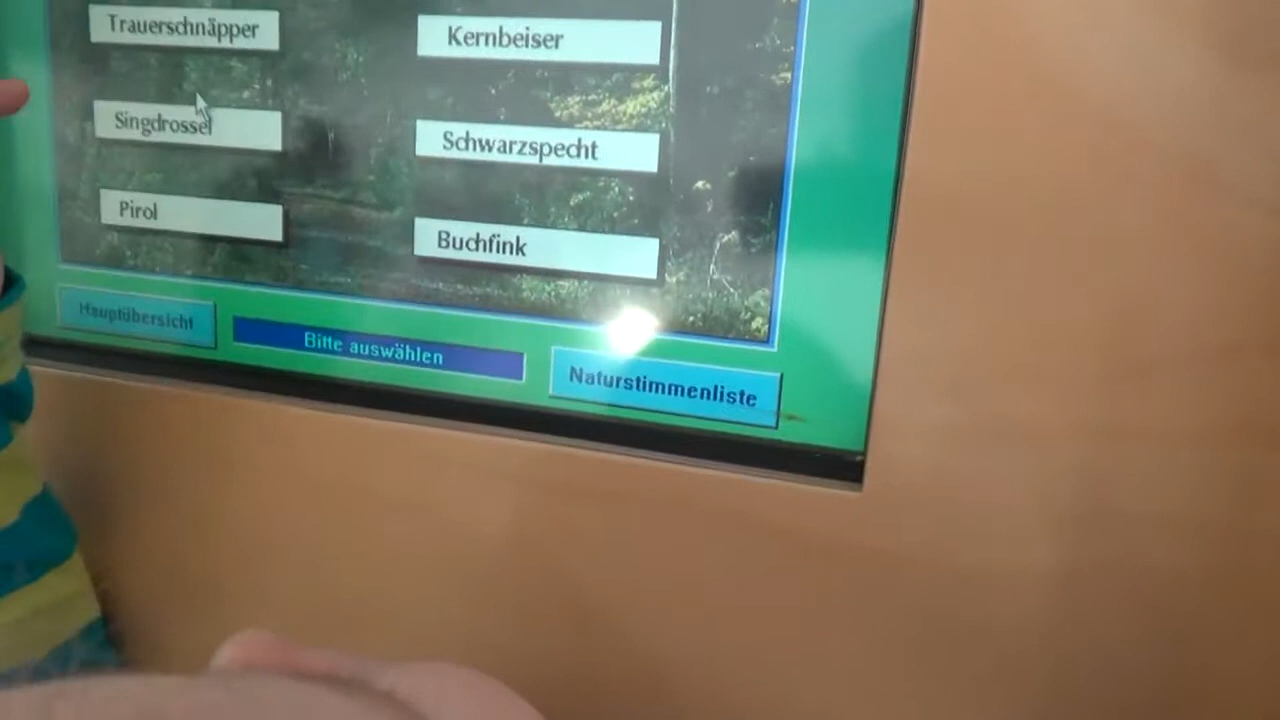 Trauerschnäpper
Kernbeiser
Singdrossel
Schwarzspecht
Pirol
Buchfink
Hauptübersicht
Bitte auswählen
Naturstimmenliste